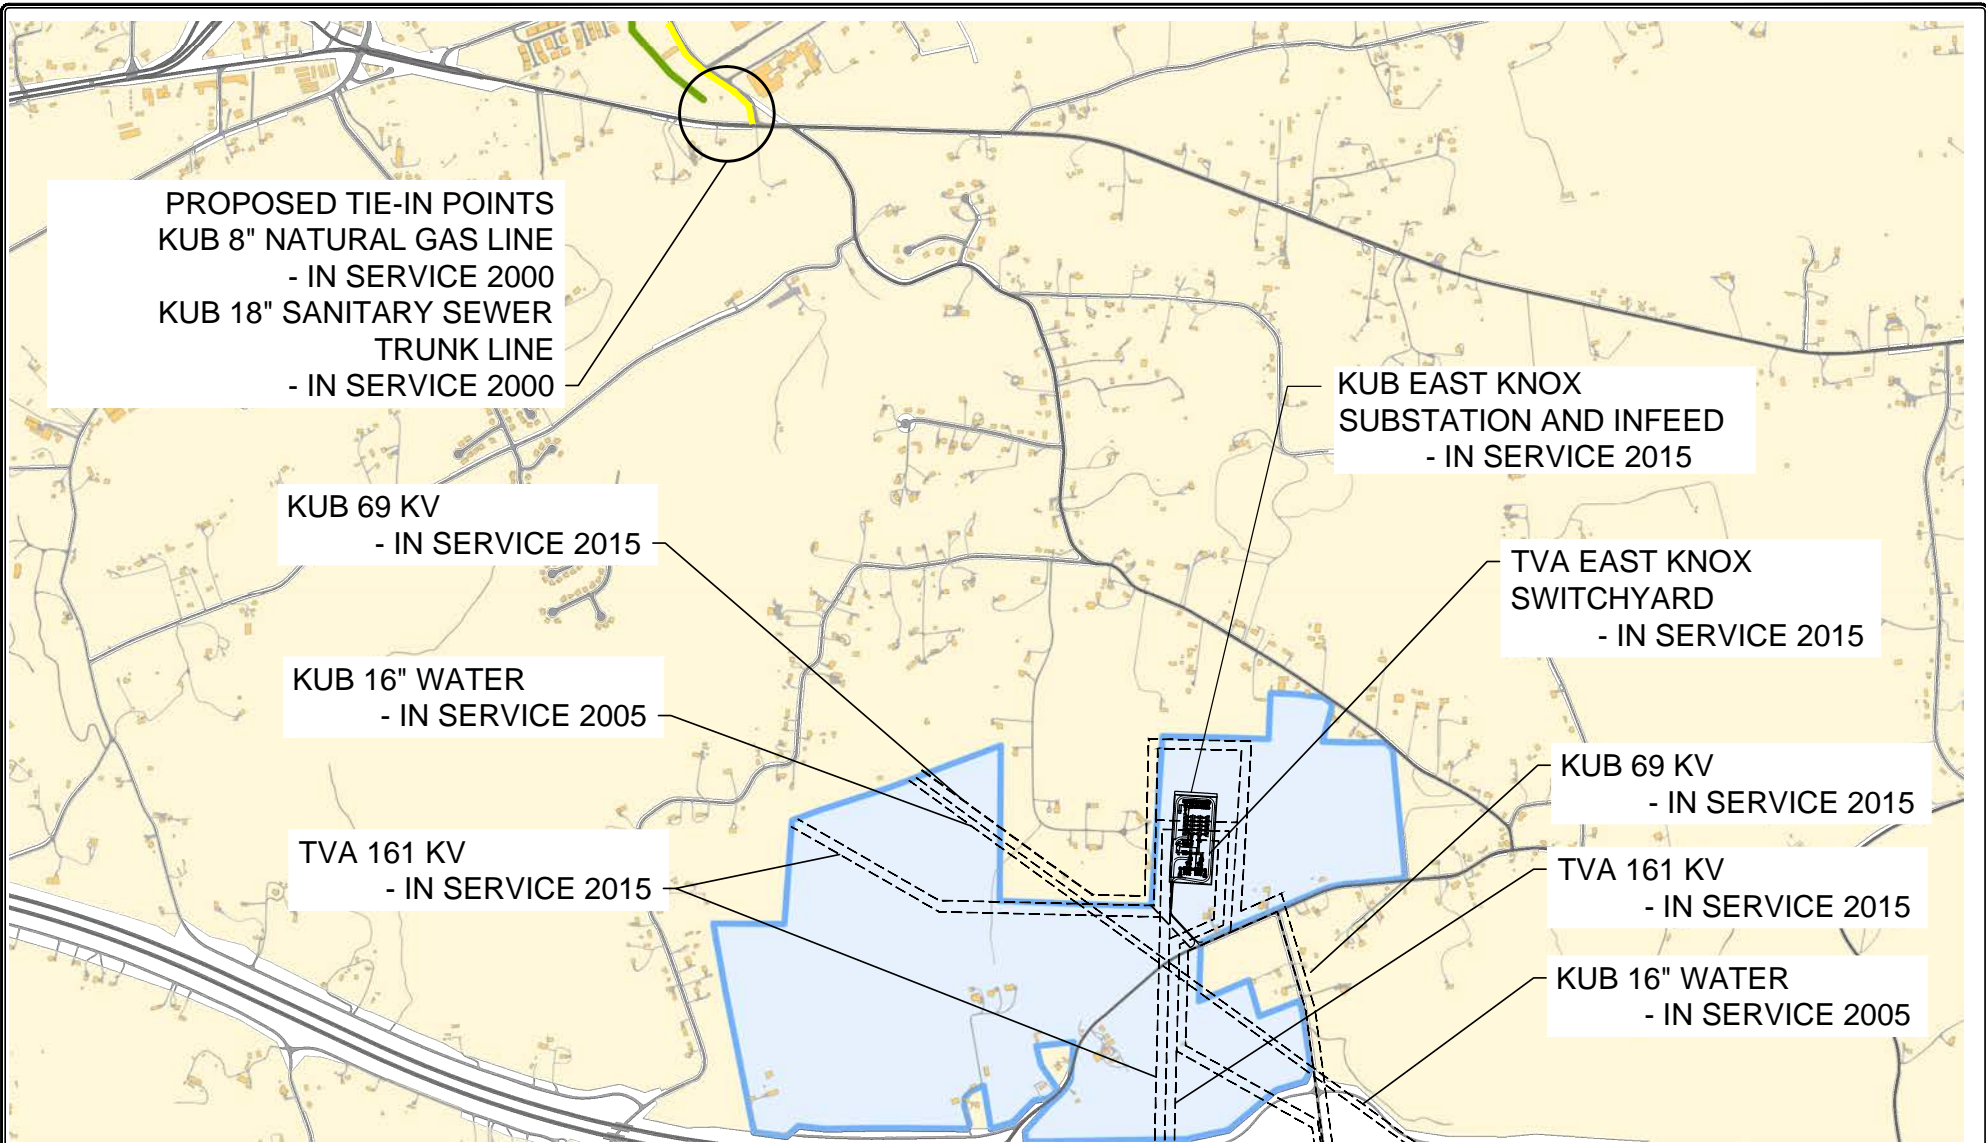 PROPOSED TIE-IN POINTS
KUB 8" NATURAL GAS LINE
- IN SERVICE 2000
KUB 18" SANITARY SEWER
TRUNK LINE
- IN SERVICE 2000
KUB EAST KNOX
SUBSTATION AND INFEED
- IN SERVICE 2015
KUB 69 KV
- IN SERVICE 2015
TVA EAST KNOX
SWITCHYARD
- IN SERVICE 2015
KUB 16" WATER
- IN SERVICE 2005
KUB 69 KV
- IN SERVICE 2015
TVA 161 KV
- IN SERVICE 2015
TVA 161 KV
- IN SERVICE 2015
KUB 16" WATER
- IN SERVICE 2005